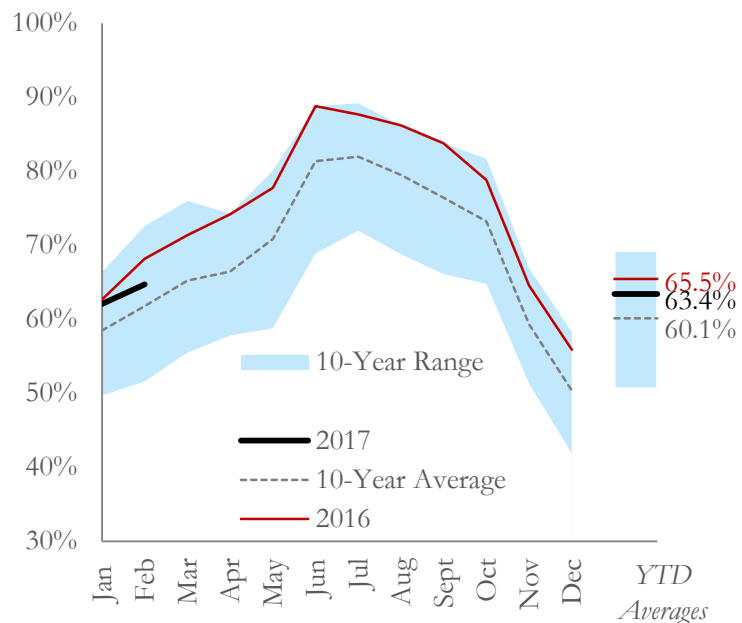 100%
90%
80%
70%
60%
50%
40%
30%
65.5%
63.4%
60.1%
10-Year Range
2017
10-Year Average
2016
Jan
Feb
Mar
Apr
May
Jun
Jul
Aug
Sept
Oct
Nov
Dec
YTD
Averages